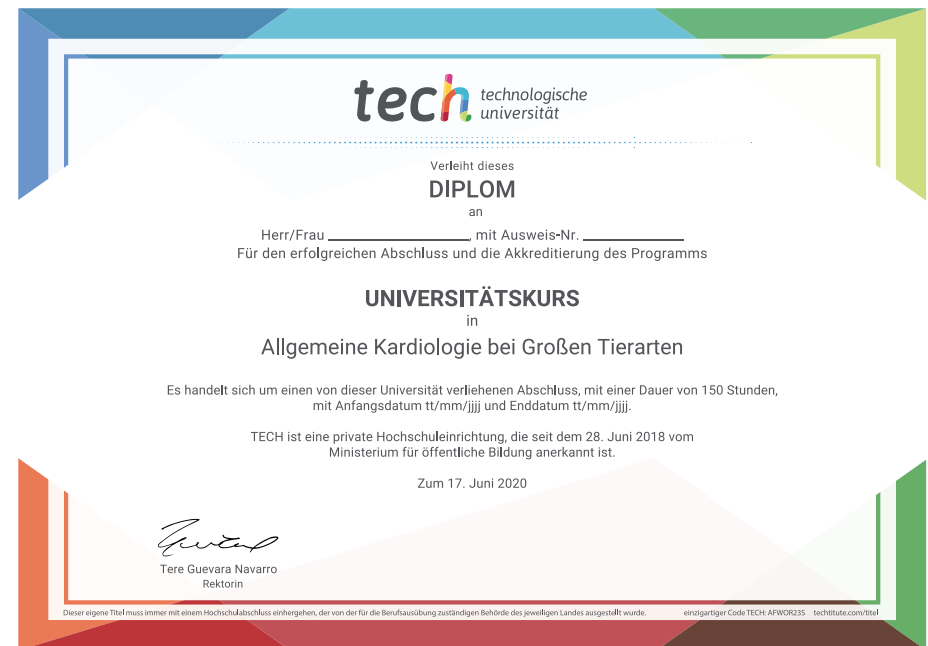 tech technologische
universität
Verleiht dieses
DIPLOM
an
Herr/Frau ____________________, mit Ausweis-Nr. ______________
Für den erfolgreichen Abschluss und die Akkreditierung des Programms
UNIVERSITÄTSKURS
in
Allgemeine Kardiologie bei Großen Tierarten
Es handelt sich um einen von dieser Universität verliehenen Abschluss, mit einer Dauer von 150 Stunden,
mit Anfangsdatum tt/mm/jjjj und Enddatum tt/mm/jjjj.
TECH ist eine private Hochschuleinrichtung, die seit dem 28. Juni 2018 vom
Ministerium für öffentliche Bildung anerkannt ist.
Zum 17. Juni 2020
Tere Guevara Navarro
Rektorin
Dieser eigene Titel muss immer mit einem Hochschulabschluss einhergehen, der von der für die Berufsausübung zuständigen Behörde des jeweiligen Landes ausgestellt wurde. einzigartiger Code TECH: AFWOR23S techtitute.com/titel